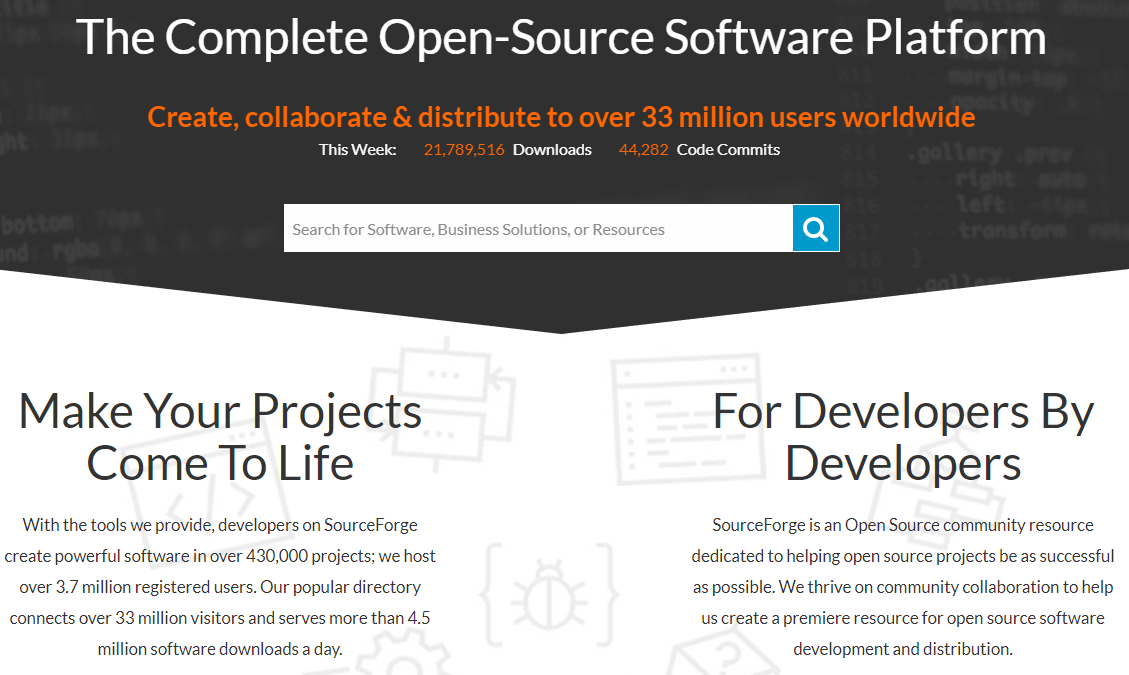 The Complete Open-Source Software Platform
Create, collaborate & distribute to over 33 million users worldwide
This Week: 21,789,516 Downloads 44,282 Code Commits
Search for Software, Business Solutions, or Resources
Make Your Projects
Come To Life
With the tools we provide, developers on SourceForge
create powerful software in over 430,000 projects; we host
over 3.7 million registered users. Our popular directory
connects over 33 million visitors and serves more than 4.5
million software downloads a day.
For Developers By
Developers
SourceForge is an Open Source community resource
dedicated to helping open source projects be as successful
as possible. We thrive on community collaboration to help
us create a premiere resource for open source software
development and distribution.